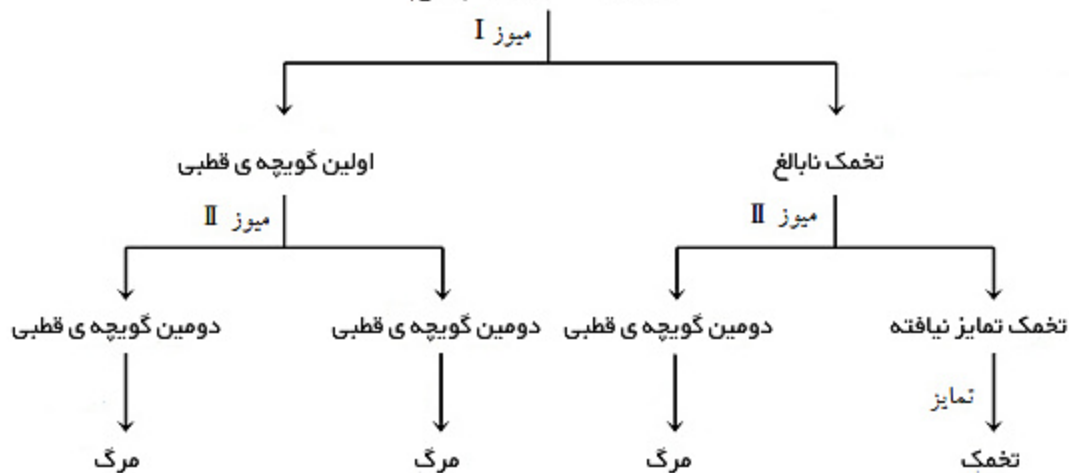 میوز I
اولین گویچه ی قطبی تخمک نابالغ
میوز II میوز II
دومین گویچه ی قطبی دومین گویچه ی قطبی دومین گویچه ی قطبی تخمک تمایز نیافته
تمایز
مرگ مرگ مرگ تخمک